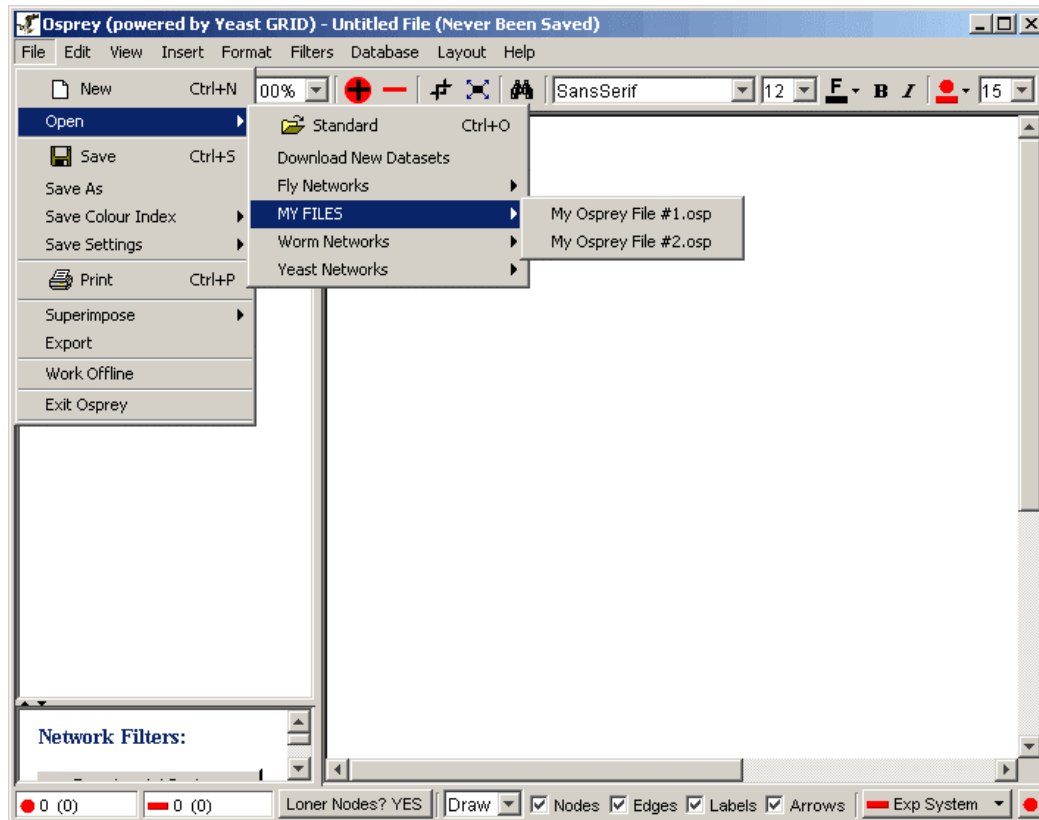 Osprey (powered by Yeast GRID) - Untitled File (Never Been Saved)
File Edit View Insert Format Filters Database Layout Help
New Ctrl+N
00%
SansSerif
12
F
B
I
15
Open
Save Ctrl+S
Save As
Save Colour Index
Save Settings
Print Ctrl+P
Superimpose
Export
Work Offline
Exit Osprey
Standard Ctrl+O
Download New Datasets
Fly Networks
MY FILES
Worm Networks
Yeast Networks
My Osprey File #1.osp
My Osprey File #2.osp
Network Filters:
0 (0)
0 (0)
Loner Nodes? YES
Draw
Nodes
Edges
Labels
Arrows
Exp System